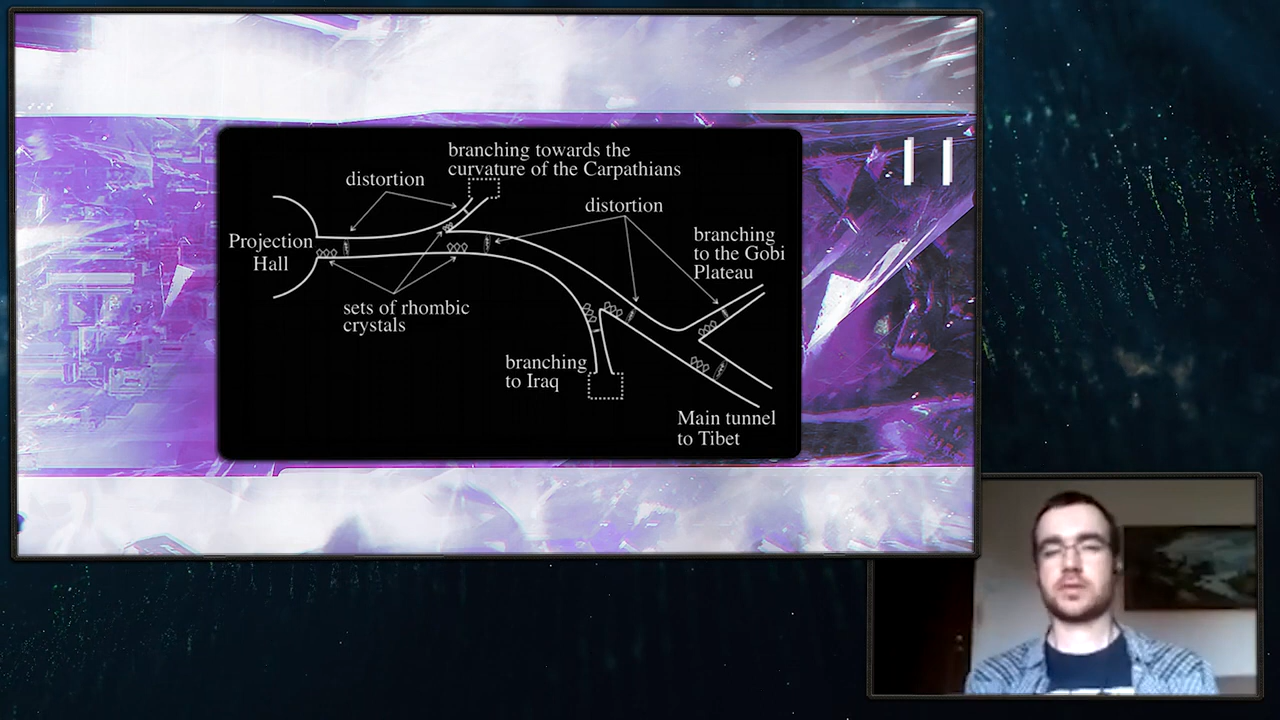 branching towards the
curvature of the Carpathians
distortion
distortion
Projection
Hall
branching
to the Gobi
Plateau
sets of rhombic
crystals
branching
to Iraq
Main tunnel
to Tibet